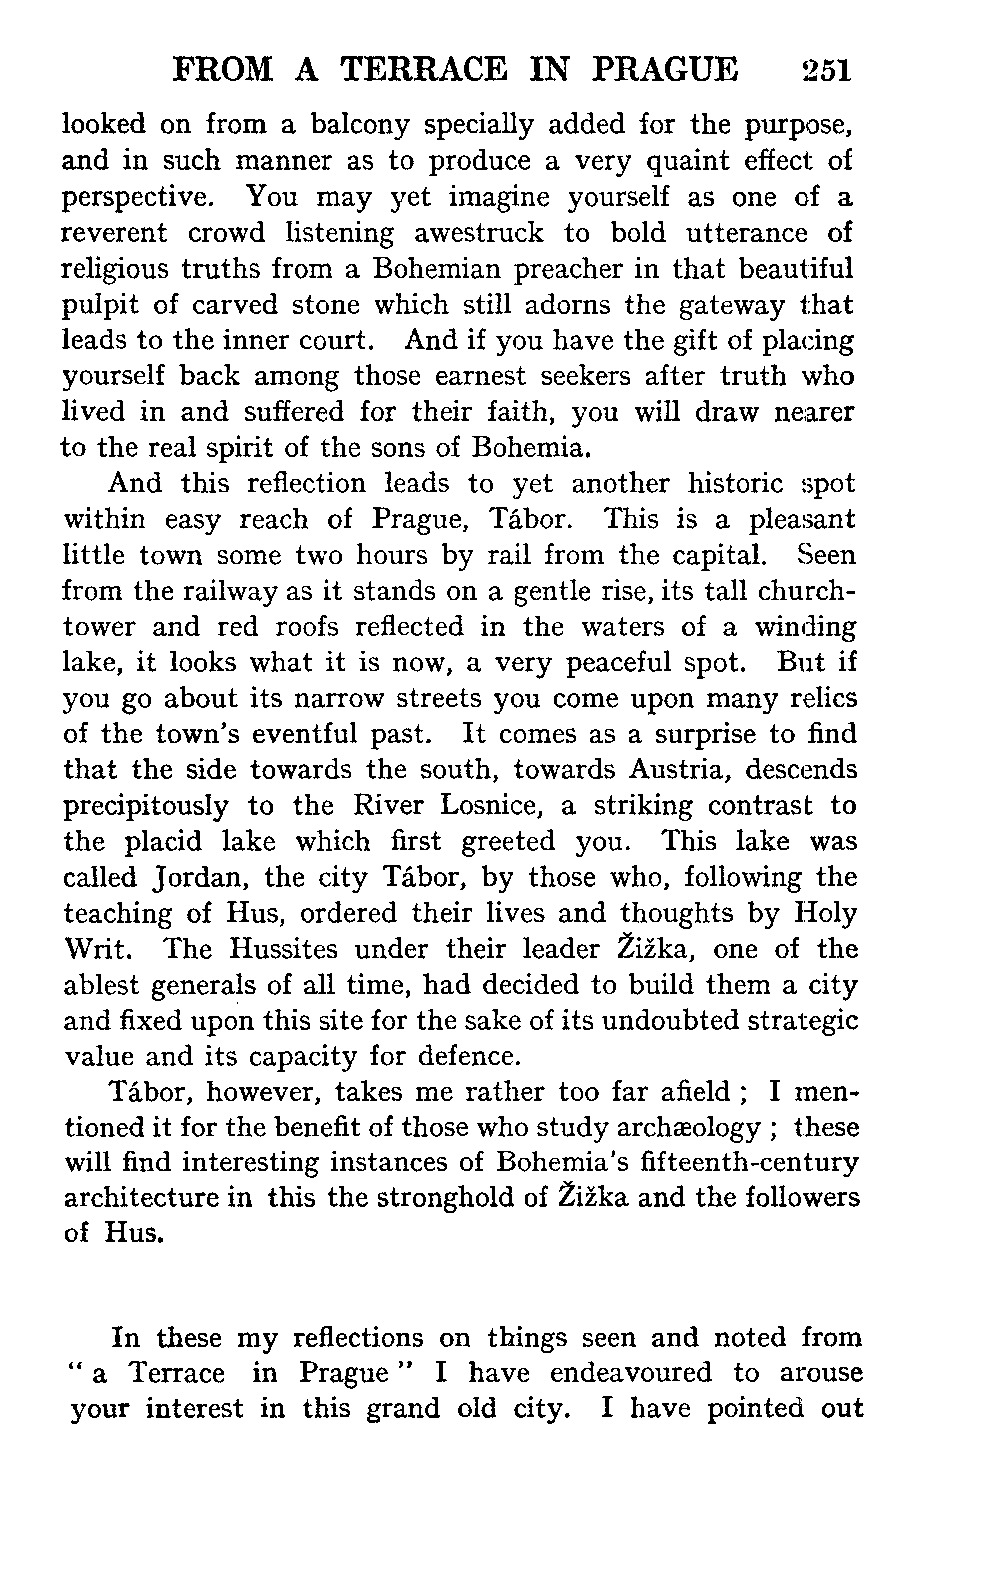 FROM A TERRACE IN PRAGUE 251
looked on from a balcony specially added for the purpose,
and in such manner as to produce a very quaint effect of
perspective. You may yet imagine yourself as one of a
reverent crowd listening awestruck to bold utterance of
religious truths from a Bohemian preacher in that beautiful
pulpit of carved stone which still adorns the gateway that
leads to the inner court. And if you have the gift of placing
yourself back among those earnest seekers after truth who
lived in and suffered for their faith, you will draw nearer
to the real spirit of the sons of Bohemia.
And this reflection leads to yet another historic spot
within easy reach of Prague, Tábor. This is a pleasant
little town some two hours by rail from the capital. Seen
from the railway as it stands on a gentle rise, its tall church-
tower and red roofs reflected in the waters of a winding
lake, it looks what it is now, a very peaceful spot. But if
you go about its narrow streets you come upon many relics
of the town's eventful past. It comes as a surprise to find
that the side towards the south, towards Austria, descends
precipitously to the River Losnice, a striking contrast to
the placid lake which first greeted you. This lake was
called Jordan, the city Tábor, by those who, following the
teaching of Hus, ordered their lives and thoughts by Holy
Writ. The Hussites under their leader Žižka, one of the
ablest generals of all time, had decided to build them a city
and fixed upon this site for the sake of its undoubted strategic
value and its capacity for defence.
Tábor, however, takes me rather too far afield ; I men-
tioned it for the benefit of those who study archæology ; these
will find interesting instances of Bohemia's fifteenth-century
architecture in this the stronghold of Žižka and the followers
of Hus.
In these my reflections on things seen and noted from
“ a Terrace in Prague ” I have endeavoured to arouse
your interest in this grand old city. I have pointed out